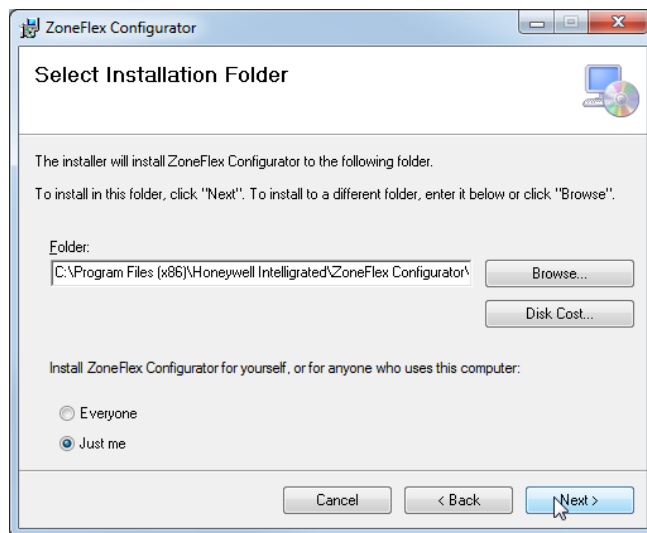 ZoneFlex Configurator
Select Installation Folder
The installer will install ZoneFlex Configurator to the following folder.
To install in this folder, click "Next". To install to a different folder, enter it below or click "Browse".
Folder:
C:\Program Files (x86)\Honeywell Intelligrated\ZoneFlex Configurator\
Browse...
Disk Cost...
Install ZoneFlex Configurator for yourself, or for anyone who uses this computer:
Everyone
Just me
Cancel
< Back
Next >